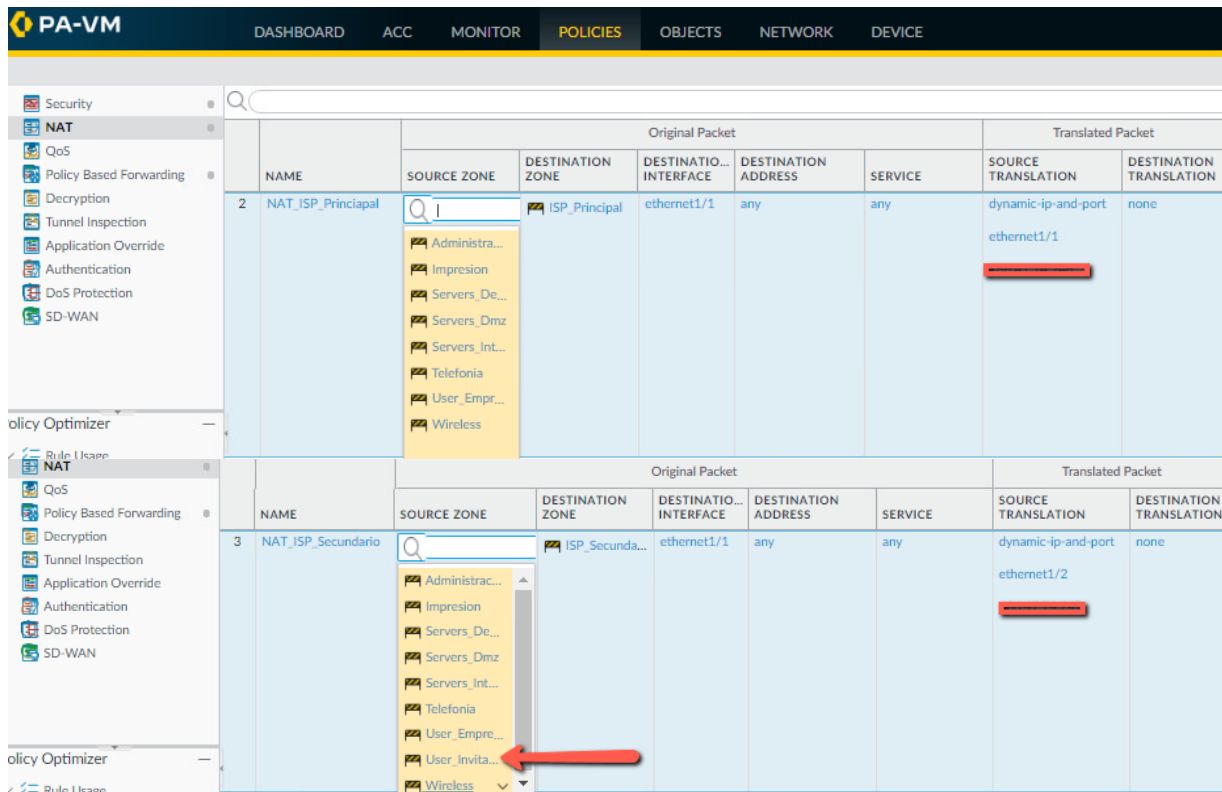 PA-VM
DASHBOARD ACC MONITOR POLICIES OBJECTS NETWORK DEVICE
Security
NAT
QoS
Policy Based Forwarding
Decryption
Tunnel Inspection
Application Override
Authentication
DoS Protection
SD-WAN
olicy Optimizer
Rule Usage
Original Packet Translated Packet
NAME SOURCE ZONE DESTINATION ZONE DESTINATIO... INTERFACE DESTINATION ADDRESS SERVICE SOURCE TRANSLATION DESTINATION TRANSLATION
2 NAT_ISP_Princiapal ISP_Principal ethernet1/1 any any dynamic-ip-and-port none
ethernet1/1
Administra...
Impresion
Servers_De...
Servers_Dmz
Servers_Int...
Telefonia
User_Empr...
Wireless
NAT
QoS
Policy Based Forwarding
Decryption
Tunnel Inspection
Application Override
Authentication
DoS Protection
SD-WAN
olicy Optimizer
Rule Usage
Original Packet Translated Packet
NAME SOURCE ZONE DESTINATION ZONE DESTINATIO... INTERFACE DESTINATION ADDRESS SERVICE SOURCE TRANSLATION DESTINATION TRANSLATION
3 NAT_ISP_Secundario ISP_Secunda... ethernet1/1 any any dynamic-ip-and-port none
ethernet1/2
Administrac...
Impresion
Servers_De...
Servers_Dmz
Servers_Int...
Telefonia
User_Empre...
User_Invita...
Wireless